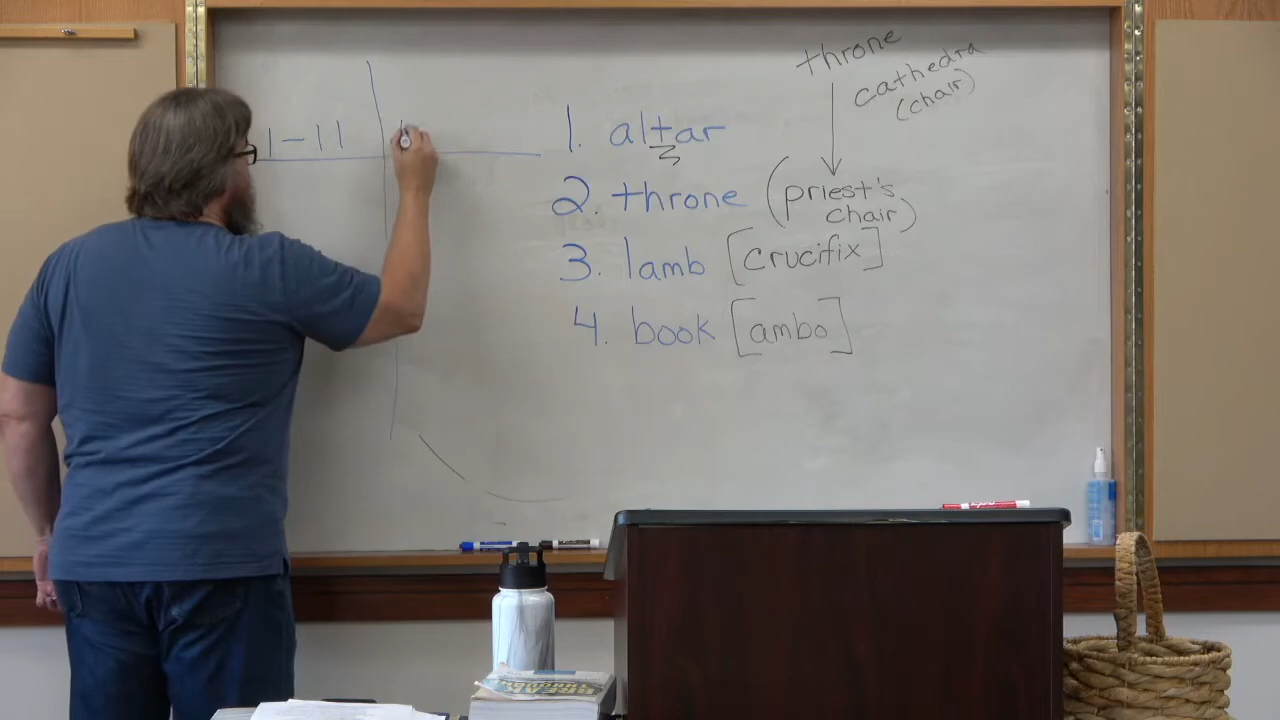 1-11
throne
cathedra
(chair)
1. altar
2. throne (priest's
chair)
3. lamb [crucifix]
4. book [ambo]